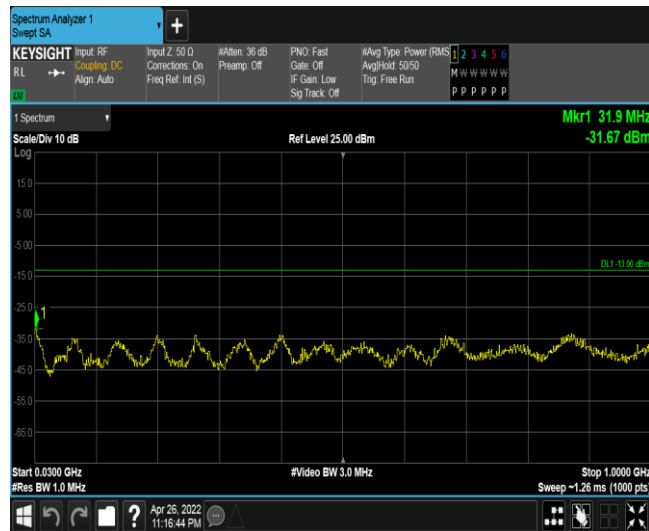 Spectrum Analyzer 1
Swept SA
KEYSIGHT Input: RF Input Z: 50 Ω #Atten: 36 dB PNO: Fast #Avg Type: Power (RMS 1 2 3 4 5 6
RL Coupling: DC Corrections: On Preamp: Off Gate: Off Avg|Hold: 50/50 M W W W W W
Align: Auto Freq Ref: Int (S) IF Gain: Low Trig: Free Run
Sig Track: Off P P P P P P
1 Spectrum
Mkr1 31.9 MHz
Scale/Div 10 dB Ref Level 25.00 dBm -31.67 dBm
Log
15.0
5.00
-5.00
DL1 -13.00 dBm
-15.0
-25.0
1
-35.0
-45.0
-55.0
-65.0
Start 0.0300 GHz #Video BW 3.0 MHz Stop 1.0000 GHz
#Res BW 1.0 MHz Sweep ~1.26 ms (1000 pts)
? Apr 26, 2022
11:16:44 PM